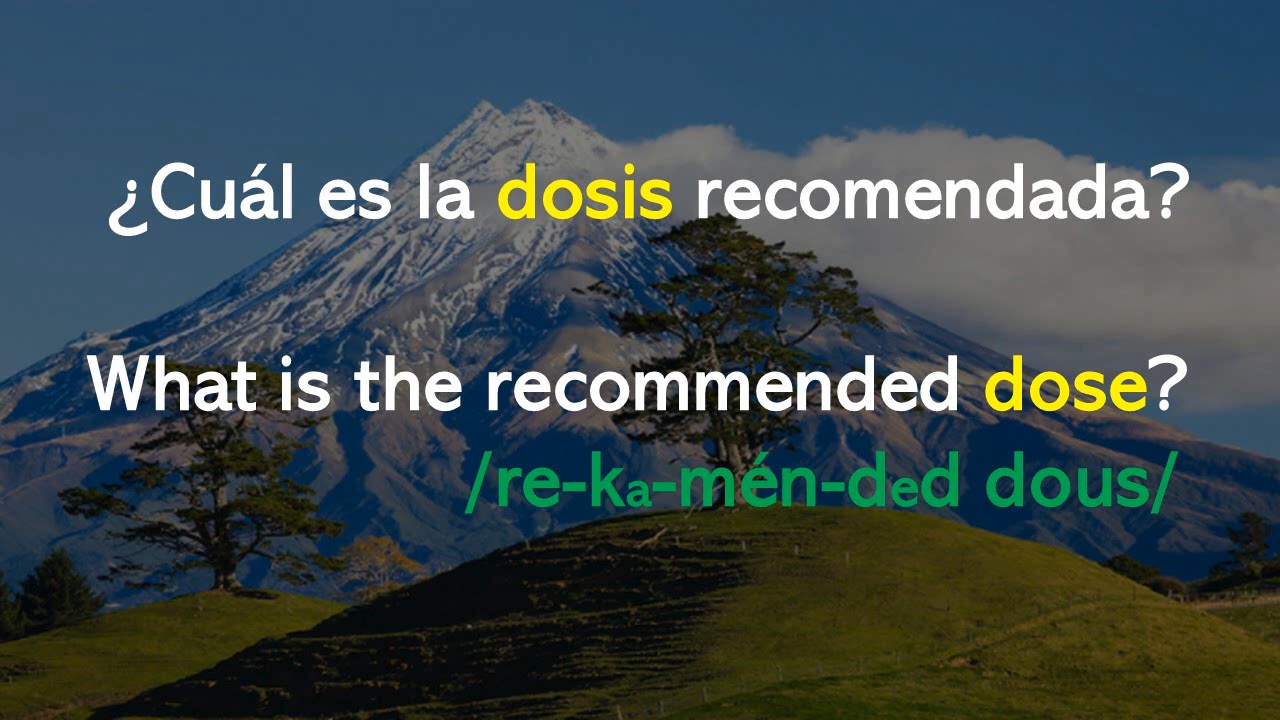 ¿Cuál es la dosis recomendada?
What is the recommended dose?
/re-ka-mén-ded dous/